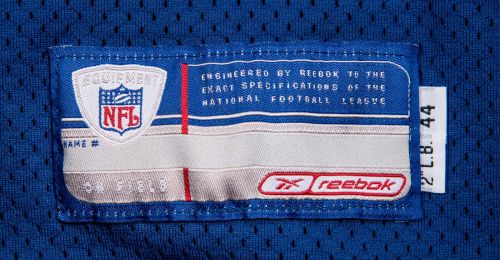 EQUIPMENT
NFL
ENGINEERED BY REEBOK TO THE
EXACT SPECIFICATIONS OF THE
NATIONAL FOOTBALL LEAGUE
NAME #
ON FIELD
reebok
2" L.B. 44